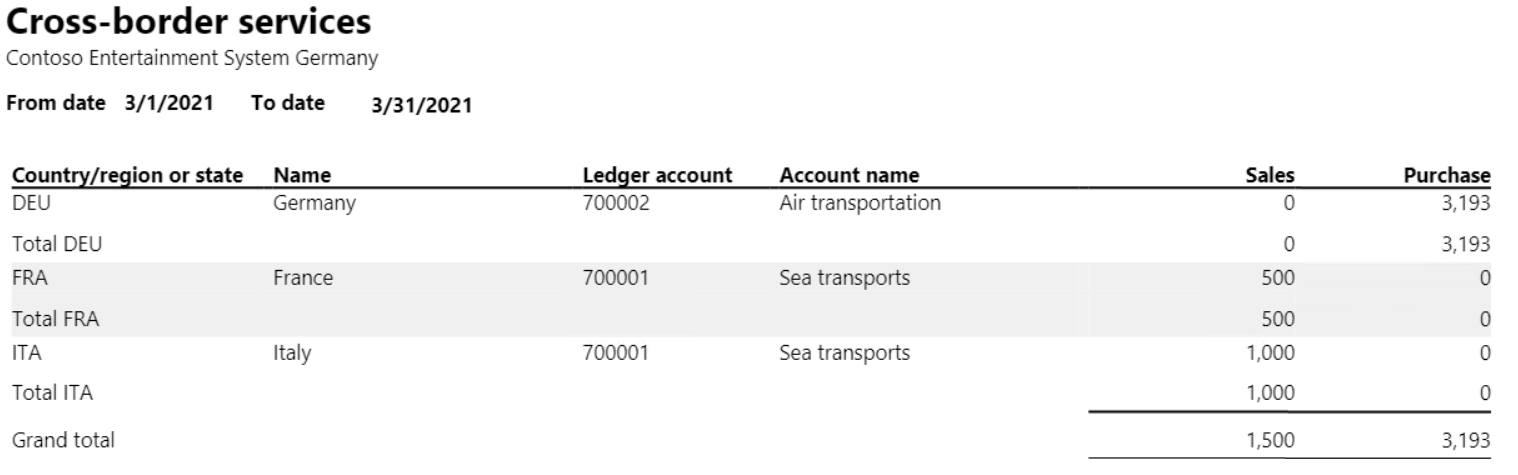 Cross-border services
Contoso Entertainment System Germany
From date 3/1/2021 To date 3/31/2021
Country/region or state Name Ledger account Account name Sales Purchase
DEU Germany 700002 Air transportation 0 3,193
Total DEU 0 3,193
FRA France 700001 Sea transports 500 0
Total FRA 500 0
ITA Italy 700001 Sea transports 1,000 0
Total ITA 1,000 0
Grand total 1,500 3,193